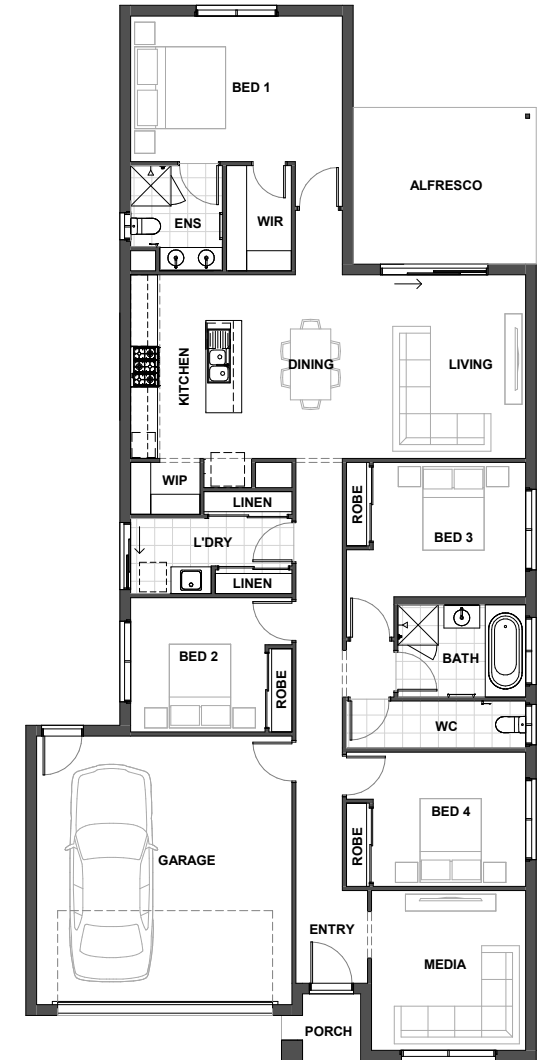 BED 1
ALFRESCO
ENS
WIR
KITCHEN
DINING
LIVING
WIP
LINEN
ROBE
L'DRY
BED 3
LINEN
BED 2
ROBE
BATH
WC
BED 4
ROBE
GARAGE
ENTRY
MEDIA
PORCH